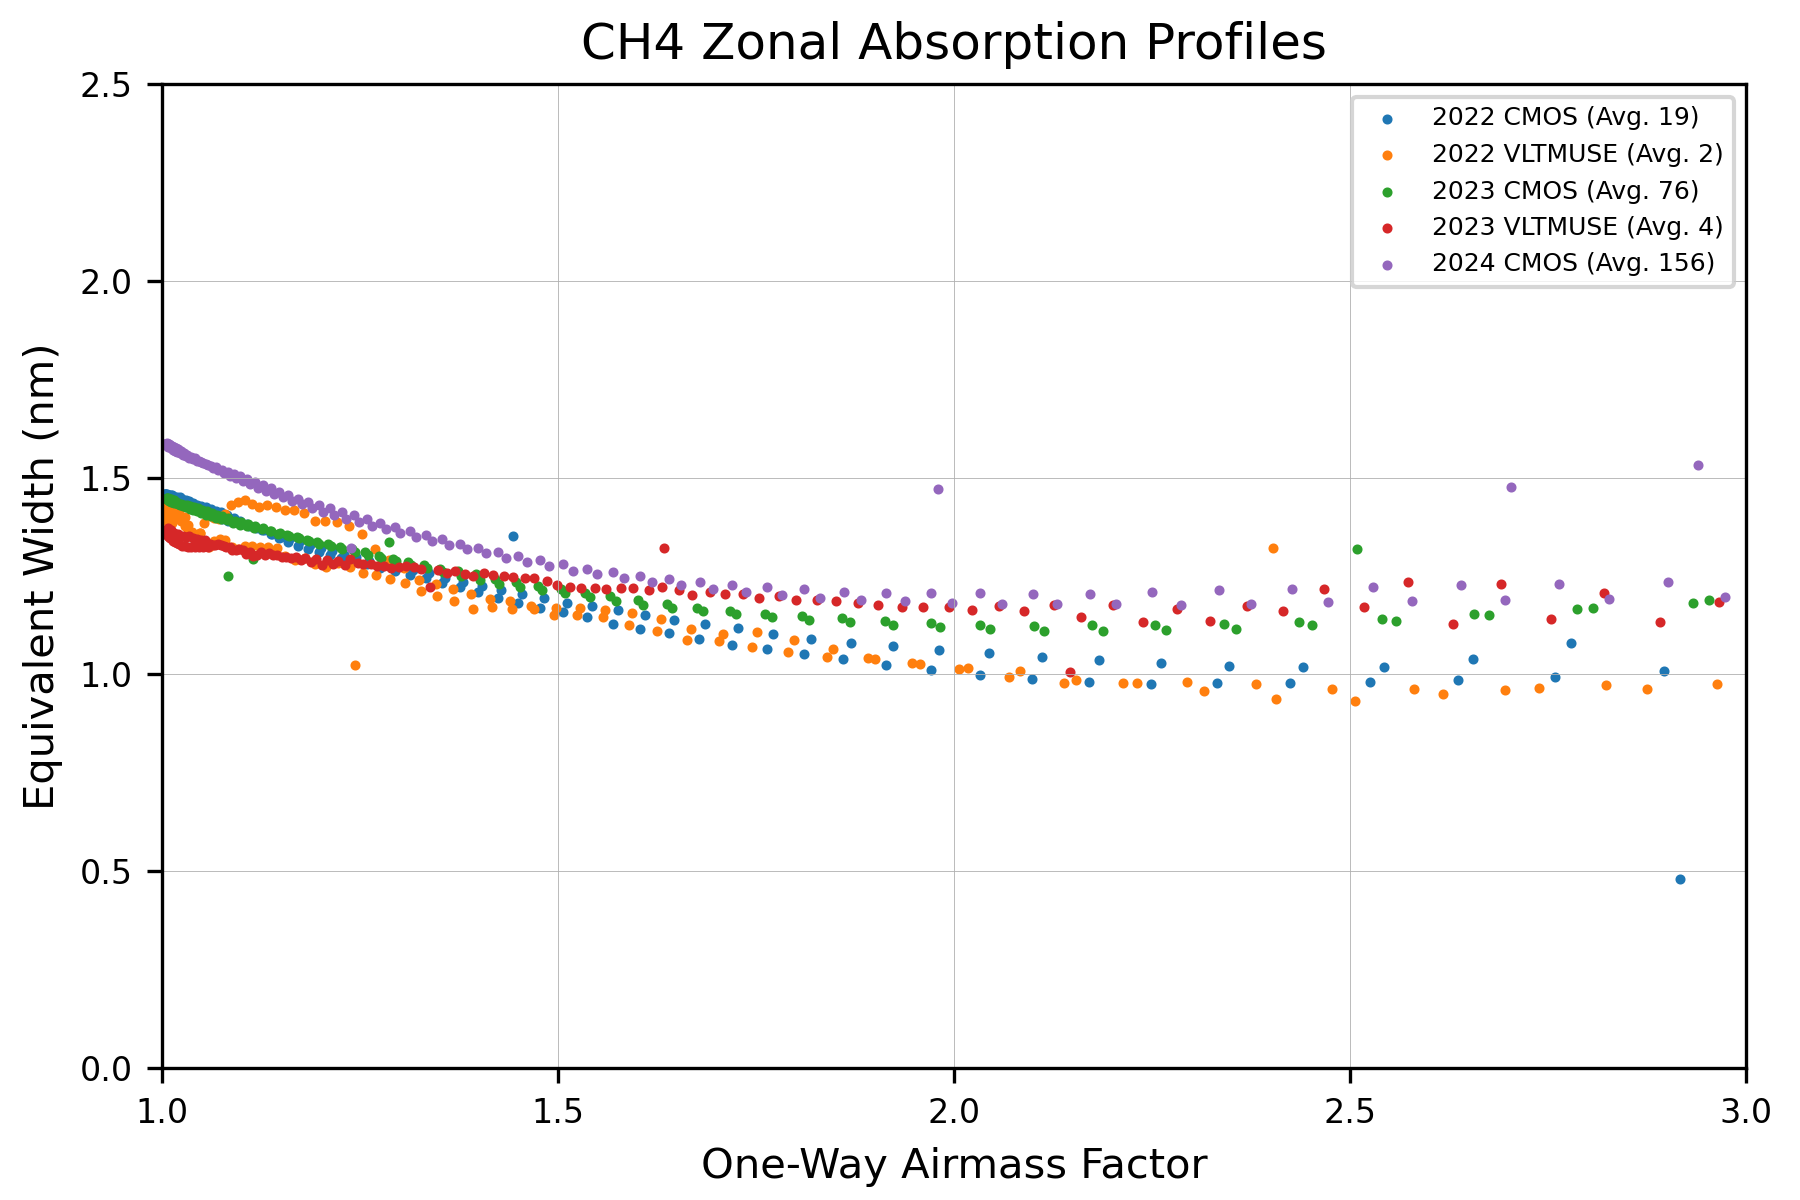 CH4 Zonal Absorption Profiles
2.5
2.0
1.5
1.0
0.5
0.0
Equivalent Width (nm)
2022 CMOS (Avg. 19)
2022 VLTMUSE (Avg. 2)
2023 CMOS (Avg. 76)
2023 VLTMUSE (Avg. 4)
2024 CMOS (Avg. 156)
1.0 1.5 2.0 2.5 3.0
One-Way Airmass Factor